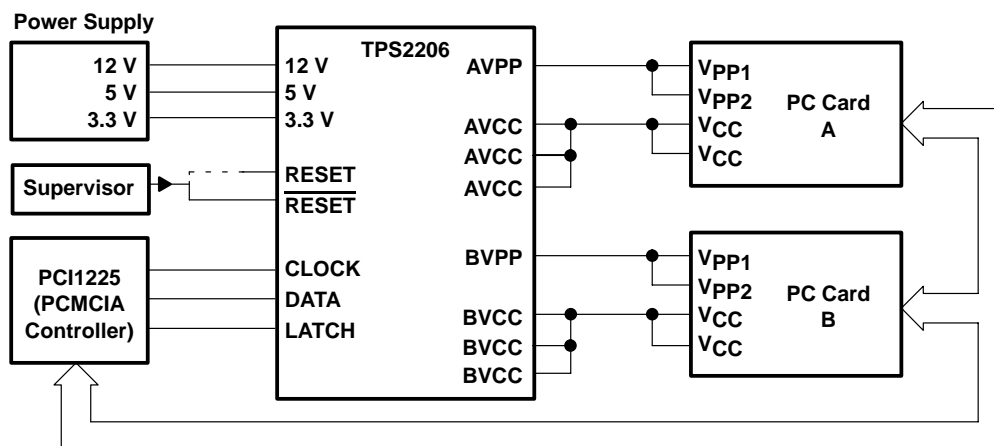 Power Supply
12 V
5 V
3.3 V
Supervisor
PCI1225
(PCMCIA
Controller)
TPS2206
12 V
5 V
3.3 V
RESET
RESET
CLOCK
DATA
LATCH
AVPP
AVCC
AVCC
AVCC
BVPP
BVCC
BVCC
BVCC
VPP1
VPP2
VCC
VCC
PC Card
A
VPP1
VPP2
VCC
VCC
PC Card
B